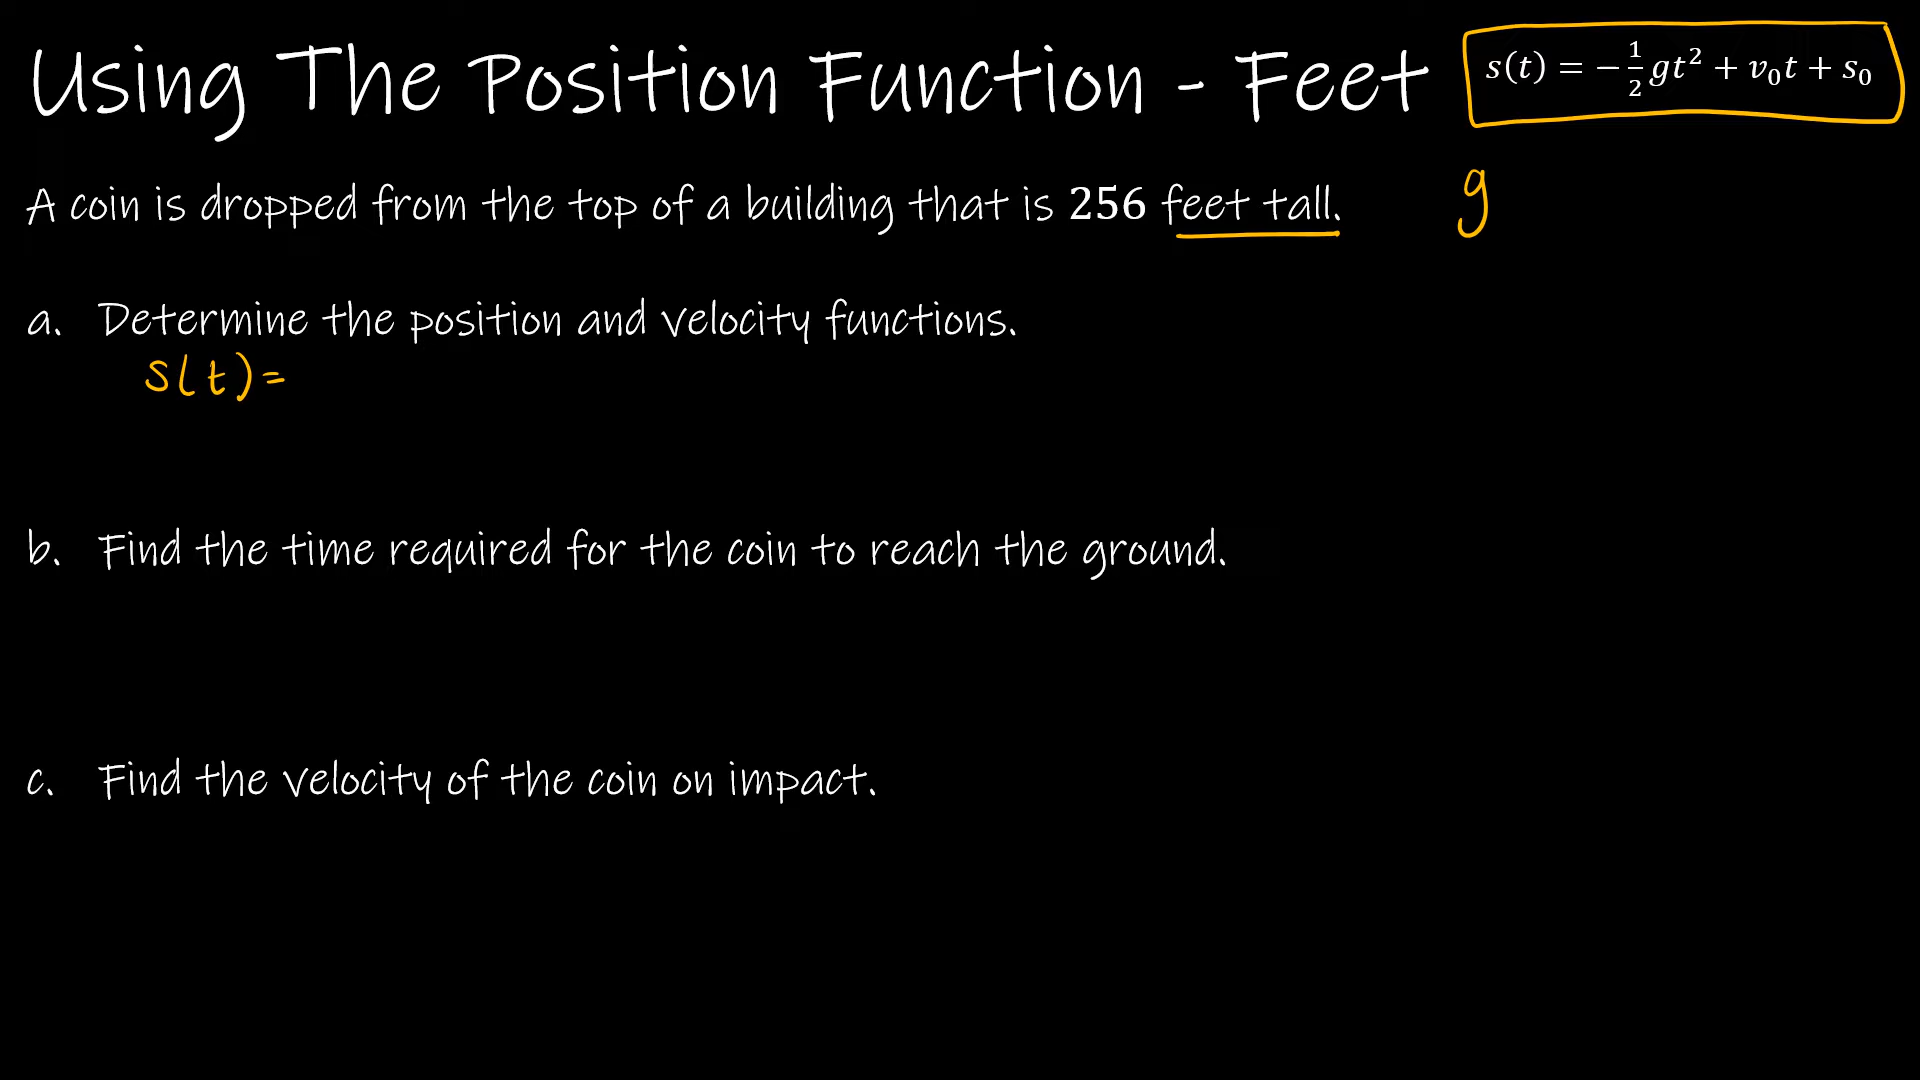 Using The Position Function - Feet
s(t) = −½gt² + v₀t + s₀
A coin is dropped from the top of a building that is 256 feet tall.
g
a. Determine the position and velocity functions.
s(t)=
b. Find the time required for the coin to reach the ground.
c. Find the velocity of the coin on impact.